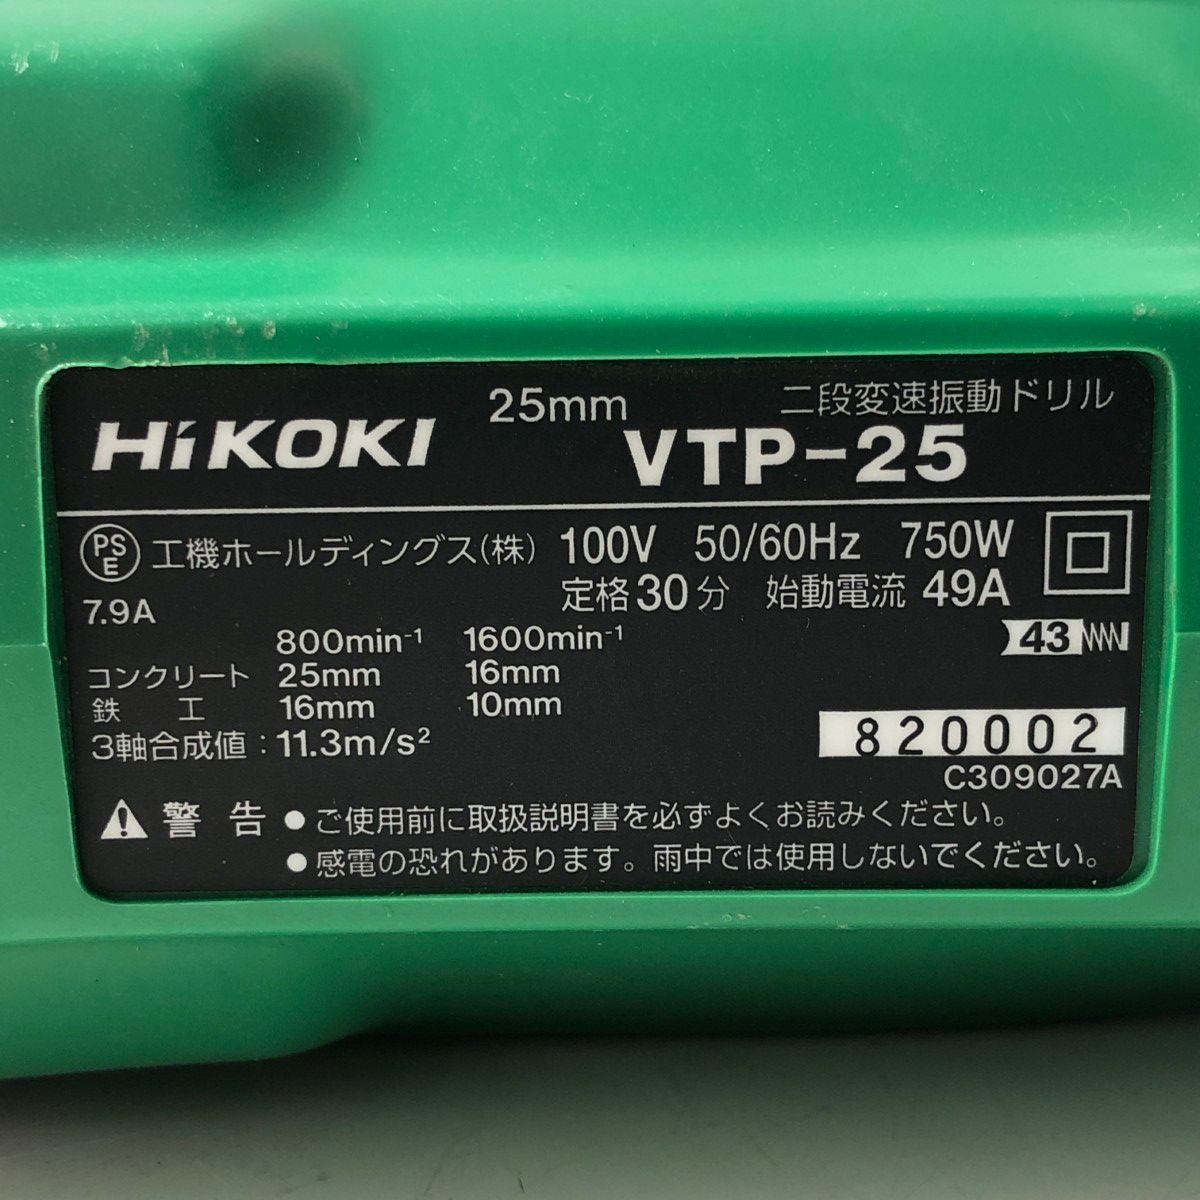 25mm 二段変速振動ドリル
HiKOKI VTP-25
PSE 工機ホールディングス(株) 100V 50/60Hz 750W
7.9A 定格30分 始動電流 49A
800min⁻¹ 1600min⁻¹ 43
コンクリート 25mm 16mm
鉄 工 16mm 10mm
3軸合成値:11.3m/s²
820002
C309027A
警 告 ●ご使用前に取扱説明書を必ずよくお読みください。
●感電の恐れがあります。雨中では使用しないでください。